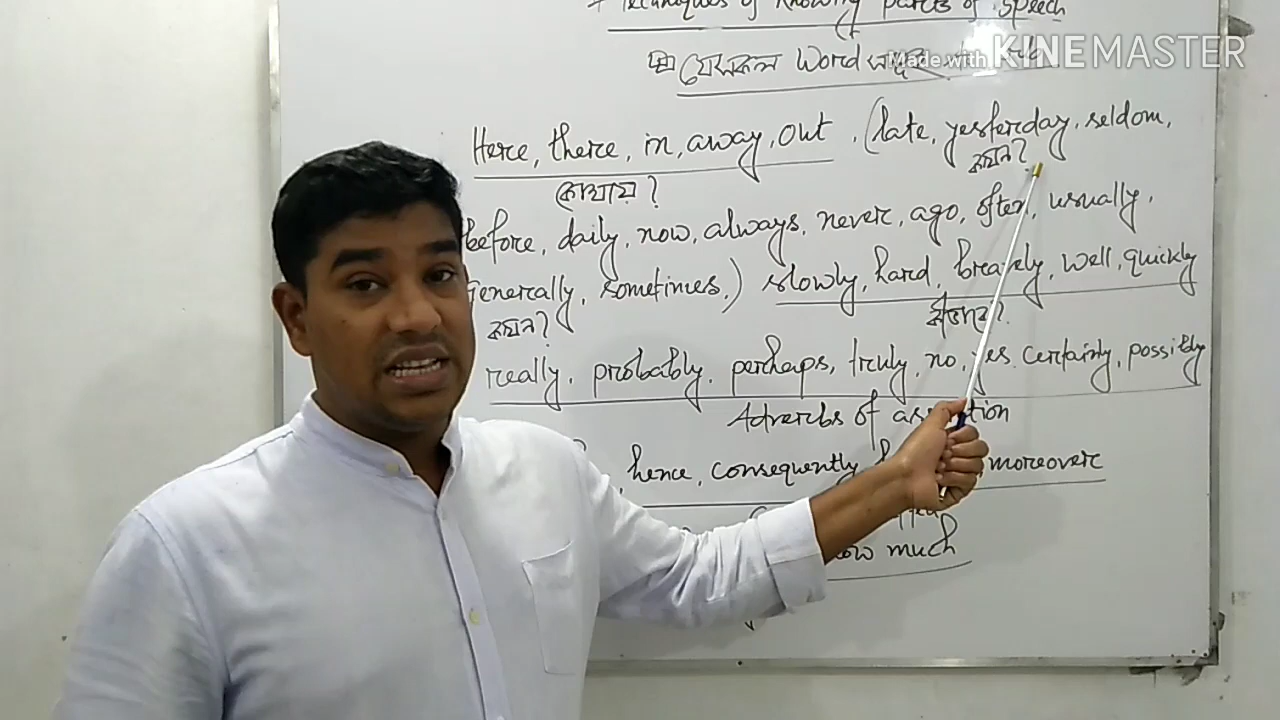 Techniques of Knowing parts of speech
যেসকল Word
Made with KINEMASTER
Here, there, in, away, out, (late, yesterday, seldom,
কোথায়? কখন?
before, daily, now, always, never, ago, often, usually,
Generally, sometimes,) slowly, hard, bravely, well, quickly
কখন? কীভাবে?
really, probably, perhaps, truly, no, yes, certainly, possibly
Adverbs of
hence, consequently moreover
how much